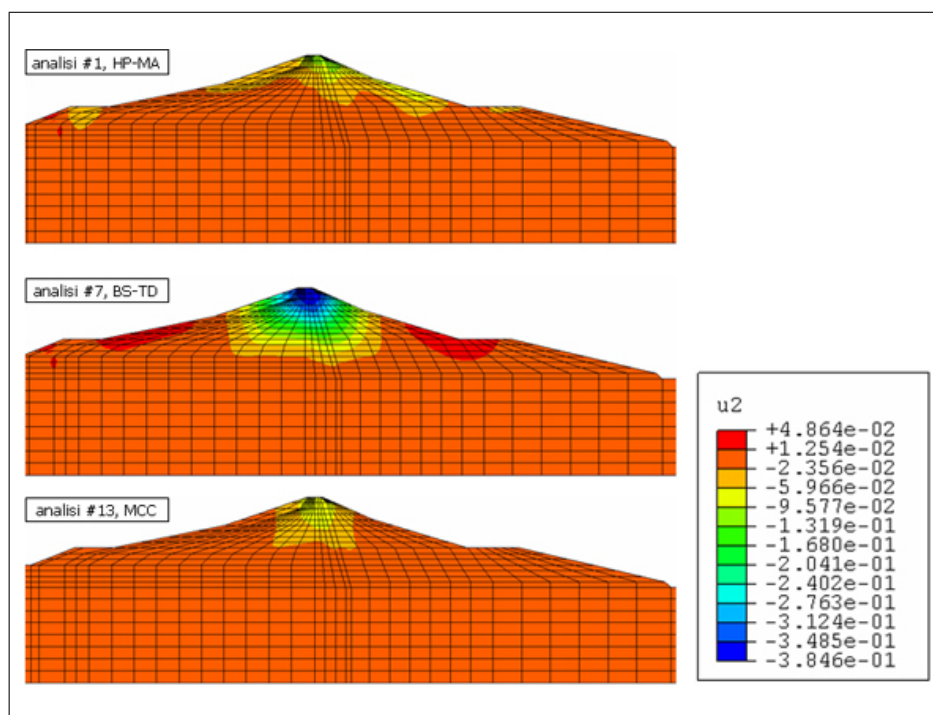 analisi #1, HP-MA
analisi #7, BS-TD
analisi #13, MCC
u2
+4.864e-02
+1.254e-02
-2.356e-02
-5.966e-02
-9.577e-02
-1.319e-01
-1.680e-01
-2.041e-01
-2.402e-01
-2.763e-01
-3.124e-01
-3.485e-01
-3.846e-01